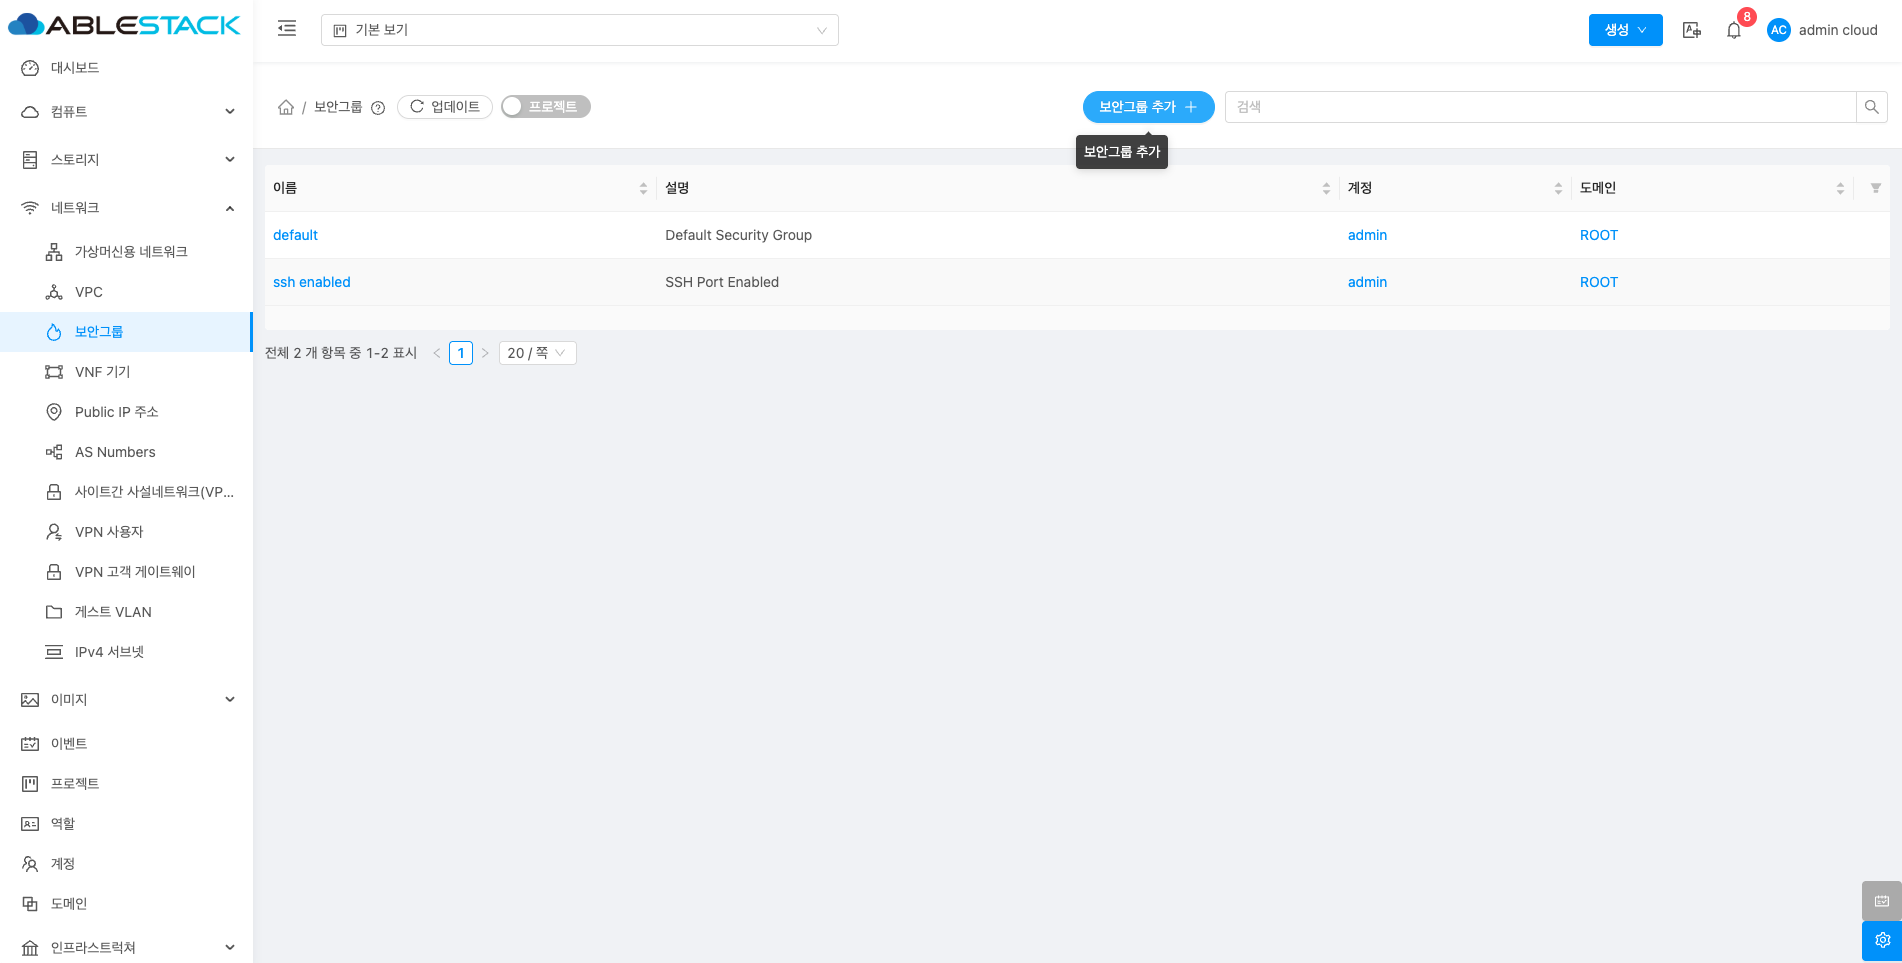 ABLESTACK
기본 보기
생성
8
AC
admin cloud
대시보드
컴퓨트
스토리지
네트워크
가상머신용 네트워크
VPC
보안그룹
VNF 기기
Public IP 주소
AS Numbers
사이트간 사설네트워크(VP...
VPN 사용자
VPN 고객 게이트웨이
게스트 VLAN
IPv4 서브넷
이미지
이벤트
프로젝트
역할
계정
도메인
인프라스트럭쳐
/ 보안그룹
업데이트
프로젝트
보안그룹 추가
검색
보안그룹 추가
이름 설명 계정 도메인
default Default Security Group admin ROOT
ssh enabled SSH Port Enabled admin ROOT
전체 2 개 항목 중 1-2 표시 1 20 / 쪽